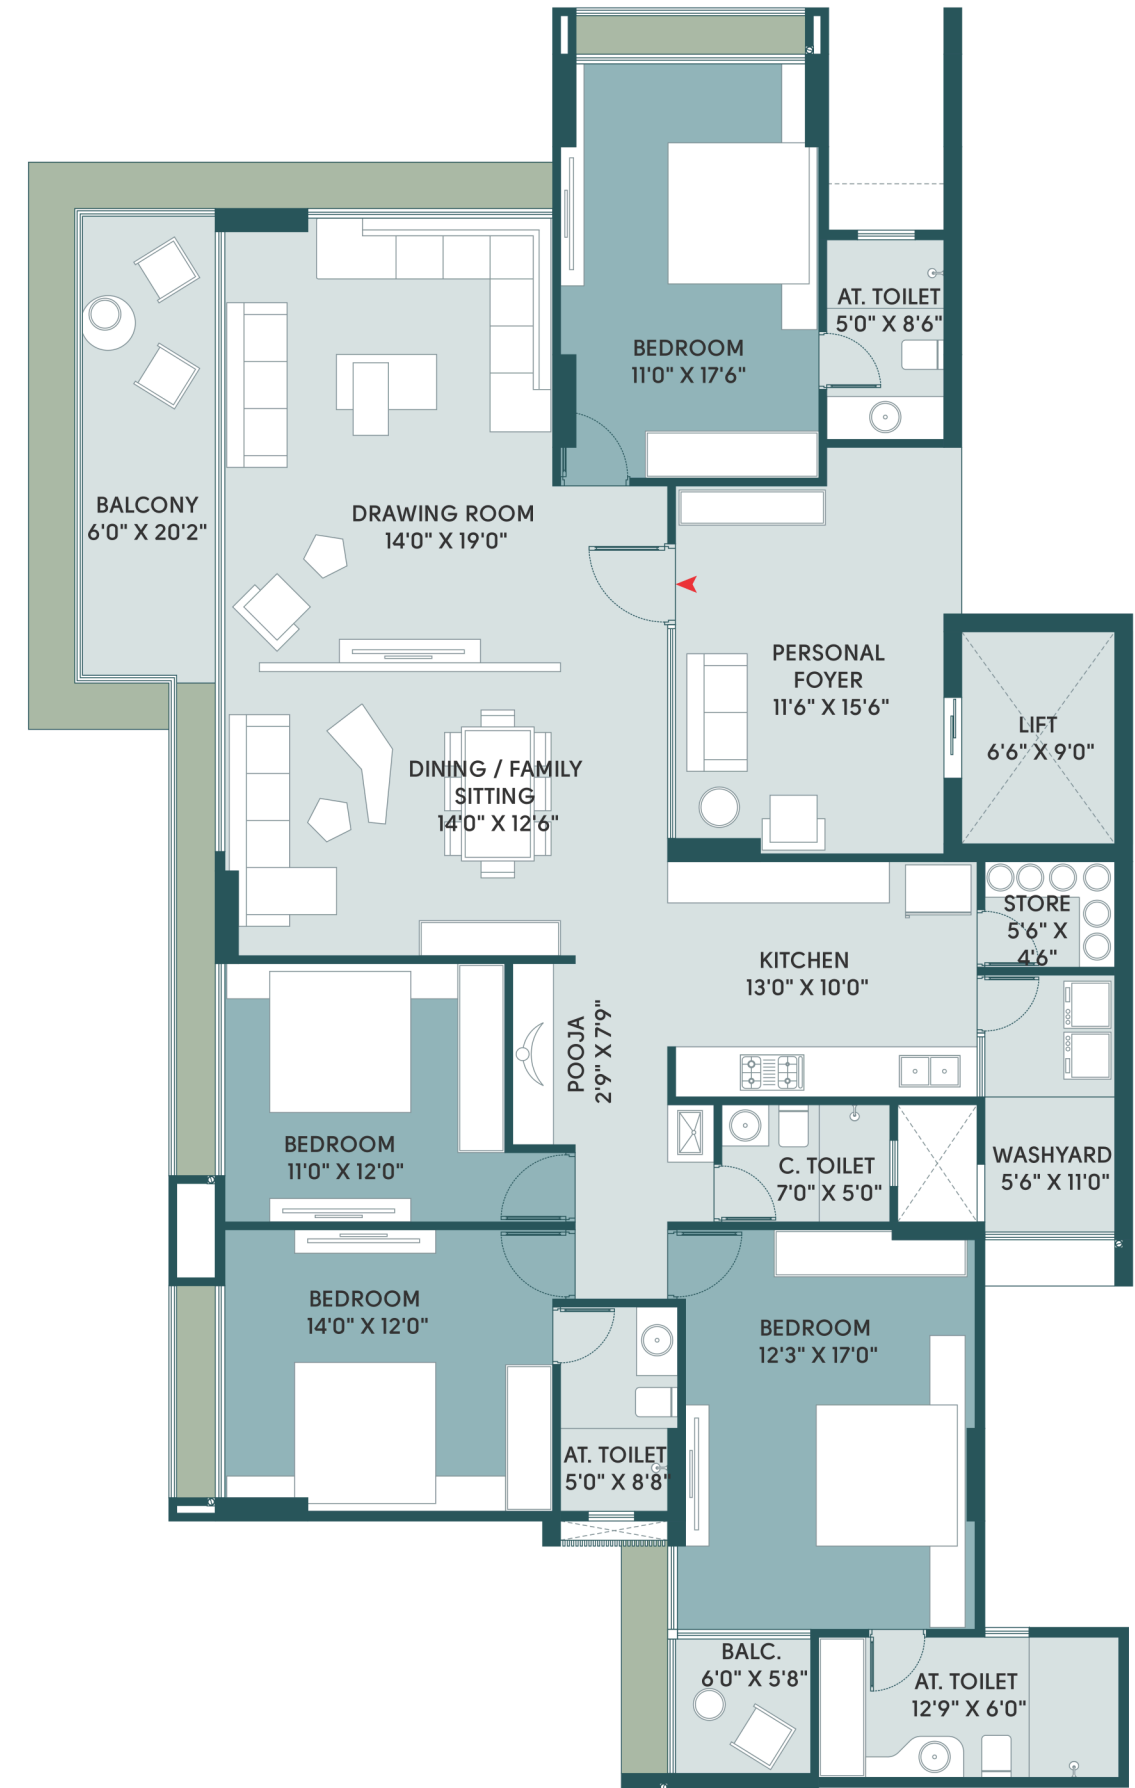 AT. TOILET
5'0" X 8'6"
BEDROOM
11'0" X 17'6"
BALCONY
6'0" X 20'2"
DRAWING ROOM
14'0" X 19'0"
PERSONAL
FOYER
11'6" X 15'6"
LIFT
6'6" X 9'0"
DINING / FAMILY
SITTING
14'0" X 12'6"
STORE
5'6" X
4'6"
KITCHEN
13'0" X 10'0"
POOJA
2'9" X 7'9"
BEDROOM
11'0" X 12'0"
C. TOILET
7'0" X 5'0"
WASHYARD
5'6" X 11'0"
BEDROOM
14'0" X 12'0"
BEDROOM
12'3" X 17'0"
AT. TOILET
5'0" X 8'8"
BALC.
6'0" X 5'8"
AT. TOILET
12'9" X 6'0"